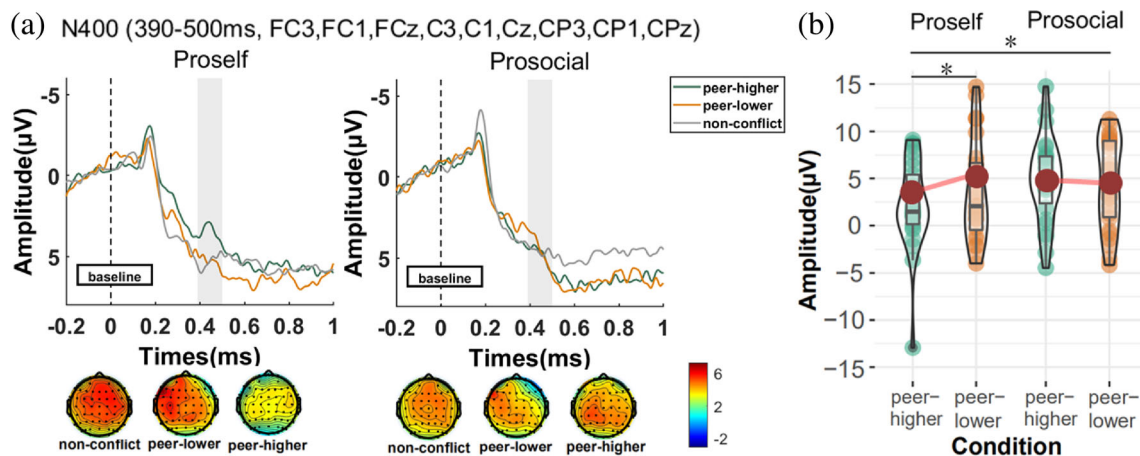 (a) N400 (390-500ms, FC3,FC1,FCz,C3,C1,Cz,CP3,CP1,CPz)
Proself
Prosocial
peer-higher
peer-lower
non-conflict
Amplitude(μV)
-5
0
5
baseline
-0.2 0 0.2 0.4 0.6 0.8 1
Times(ms)
Amplitude(μV)
-5
0
5
baseline
-0.2 0 0.2 0.4 0.6 0.8 1
Times(ms)
non-conflict peer-lower peer-higher
non-conflict peer-lower peer-higher
6
2
-2
(b)
Proself Prosocial
*
*
Amplitude(μV)
15
10
5
0
−5
−10
−15
peer−
higher
peer−
lower
peer−
higher
peer−
lower
Condition